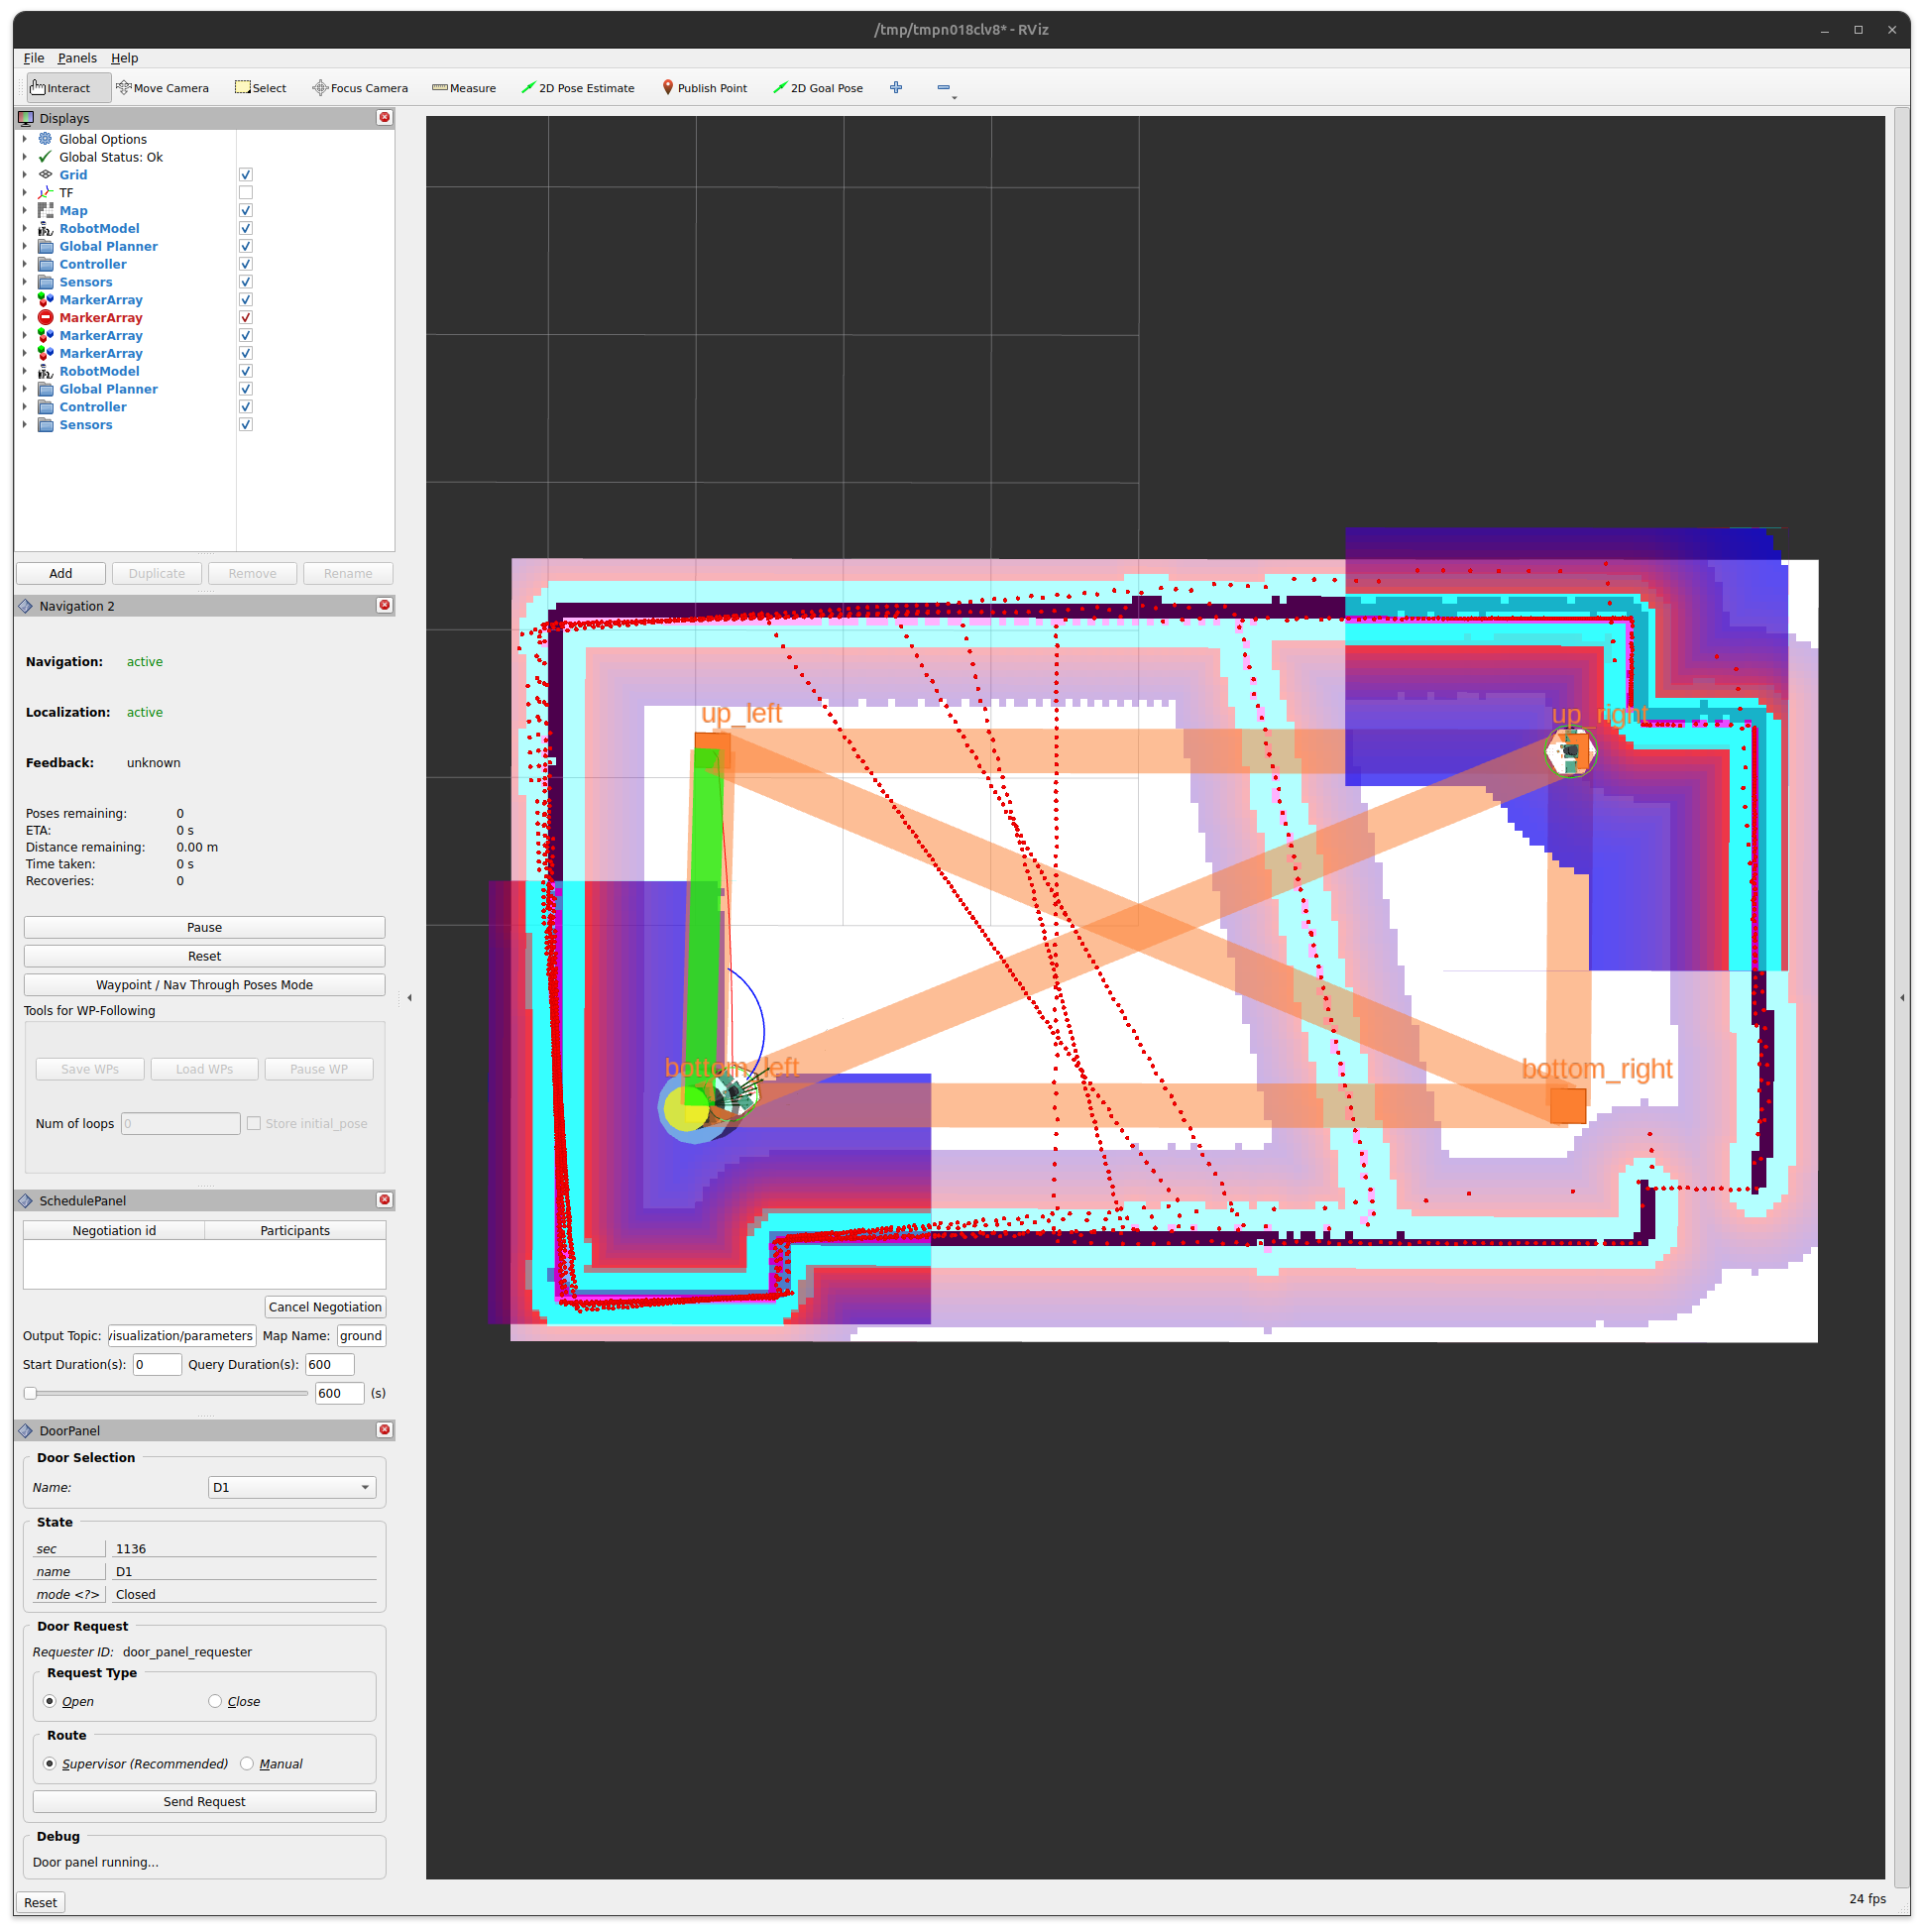 /tmp/tmpn018clv8* - RViz
File Panels Help
Interact Move Camera Select Focus Camera Measure 2D Pose Estimate Publish Point 2D Goal Pose
Displays
Global Options
Global Status: Ok
Grid
TF
Map
RobotModel
Global Planner
Controller
Sensors
MarkerArray
MarkerArray
MarkerArray
MarkerArray
RobotModel
Global Planner
Controller
Sensors
Add Duplicate Remove Rename
Navigation 2
Navigation: active
Localization: active
Feedback: unknown
Poses remaining: 0
ETA: 0 s
Distance remaining: 0.00 m
Time taken: 0 s
Recoveries: 0
Pause
Reset
Waypoint / Nav Through Poses Mode
Tools for WP-Following
Save WPs Load WPs Pause WP
Num of loops 0 Store initial_pose
SchedulePanel
Negotiation id Participants
Cancel Negotiation
Output Topic: visualization/parameters Map Name: ground
Start Duration(s): 0 Query Duration(s): 600
600 (s)
DoorPanel
Door Selection
Name: D1
State
sec 1136
name D1
mode <?> Closed
Door Request
Requester ID: door_panel_requester
Request Type
Open Close
Route
Supervisor (Recommended) Manual
Send Request
Debug
Door panel running...
Reset
up_left
up_right
bottom_left
bottom_right
24 fps